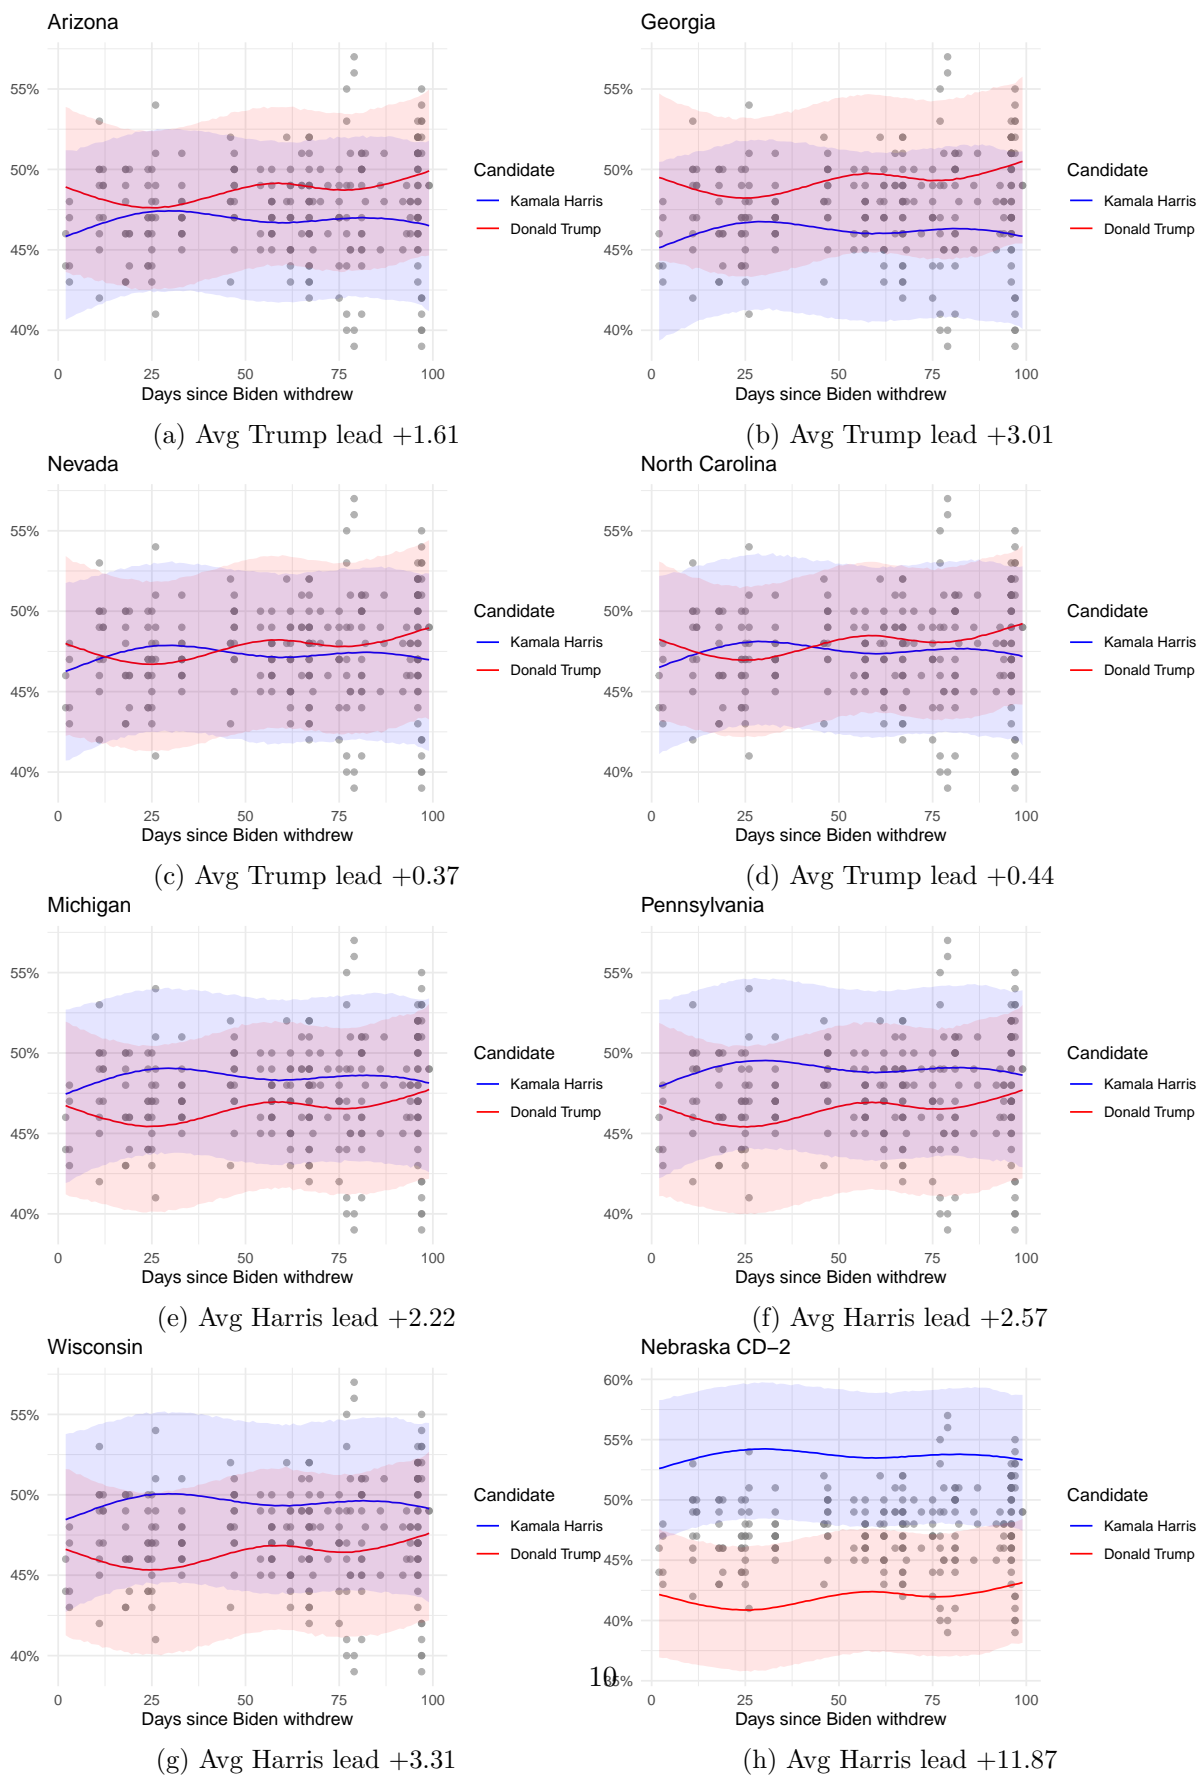 Arizona
55%
50%
45%
40%
0 25 50 75 100
Days since Biden withdrew
Candidate
Kamala Harris
Donald Trump
(a) Avg Trump lead +1.61
Georgia
55%
50%
45%
40%
0 25 50 75 100
Days since Biden withdrew
Candidate
Kamala Harris
Donald Trump
(b) Avg Trump lead +3.01
Nevada
55%
50%
45%
40%
0 25 50 75 100
Days since Biden withdrew
Candidate
Kamala Harris
Donald Trump
(c) Avg Trump lead +0.37
North Carolina
55%
50%
45%
40%
0 25 50 75 100
Days since Biden withdrew
Candidate
Kamala Harris
Donald Trump
(d) Avg Trump lead +0.44
Michigan
55%
50%
45%
40%
0 25 50 75 100
Days since Biden withdrew
Candidate
Kamala Harris
Donald Trump
(e) Avg Harris lead +2.22
Pennsylvania
55%
50%
45%
40%
0 25 50 75 100
Days since Biden withdrew
Candidate
Kamala Harris
Donald Trump
(f) Avg Harris lead +2.57
Wisconsin
55%
50%
45%
40%
0 25 50 75 100
Days since Biden withdrew
Candidate
Kamala Harris
Donald Trump
(g) Avg Harris lead +3.31
Nebraska CD−2
60%
55%
50%
45%
40%
35%
0 25 50 75 100
Days since Biden withdrew
Candidate
Kamala Harris
Donald Trump
(h) Avg Harris lead +11.87
10